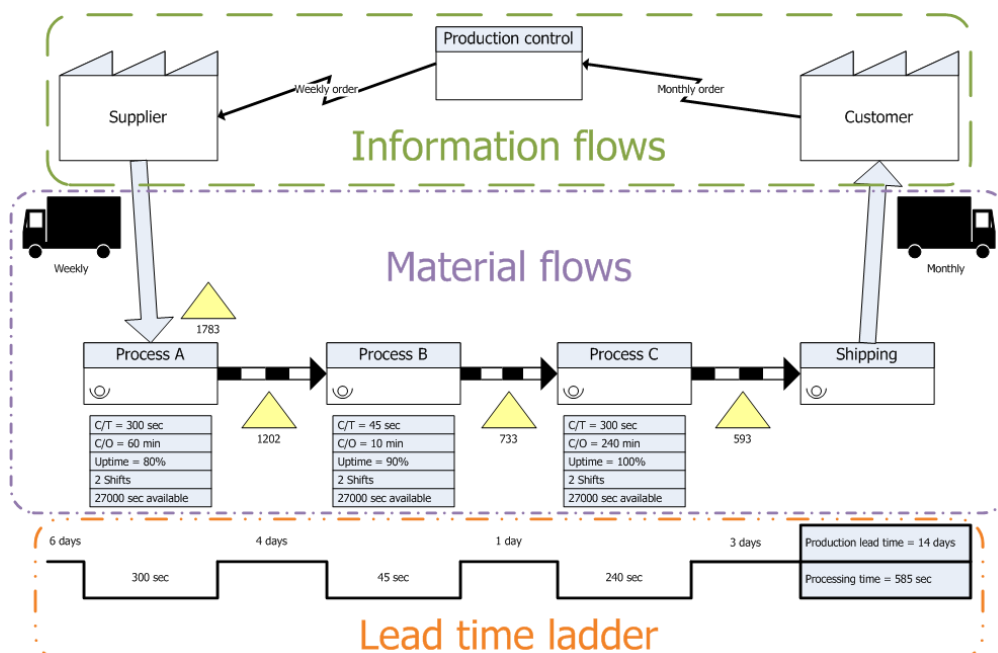 Production control
Weekly order
Monthly order
Supplier
Customer
Information flows
Weekly
Material flows
Monthly
1783
Process A
Process B
Process C
Shipping
1202
733
593
C/T = 300 sec
C/O = 60 min
Uptime = 80%
2 Shifts
27000 sec available
C/T = 45 sec
C/O = 10 min
Uptime = 90%
2 Shifts
27000 sec available
C/T = 300 sec
C/O = 240 min
Uptime = 100%
2 Shifts
27000 sec available
6 days
4 days
1 day
3 days
Production lead time = 14 days
300 sec
45 sec
240 sec
Processing time = 585 sec
Lead time ladder